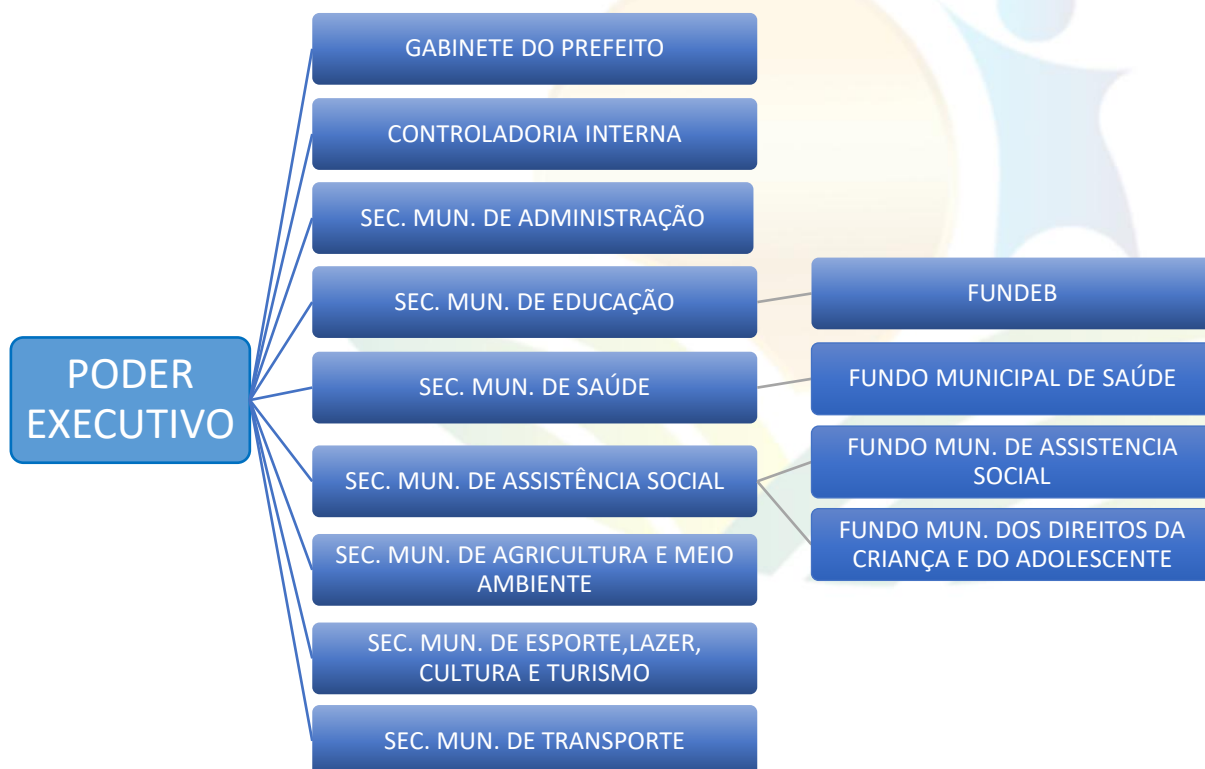 GABINETE DO PREFEITO
CONTROLADORIA INTERNA
SEC. MUN. DE ADMINISTRAÇÃO
SEC. MUN. DE EDUCAÇÃO
FUNDEB
PODER
EXECUTIVO
SEC. MUN. DE SAÚDE
FUNDO MUNICIPAL DE SAÚDE
SEC. MUN. DE ASSISTÊNCIA SOCIAL
FUNDO MUN. DE ASSISTENCIA
SOCIAL
FUNDO MUN. DOS DIREITOS DA
CRIANÇA E DO ADOLESCENTE
SEC. MUN. DE AGRICULTURA E MEIO
AMBIENTE
SEC. MUN. DE ESPORTE,LAZER,
CULTURA E TURISMO
SEC. MUN. DE TRANSPORTE